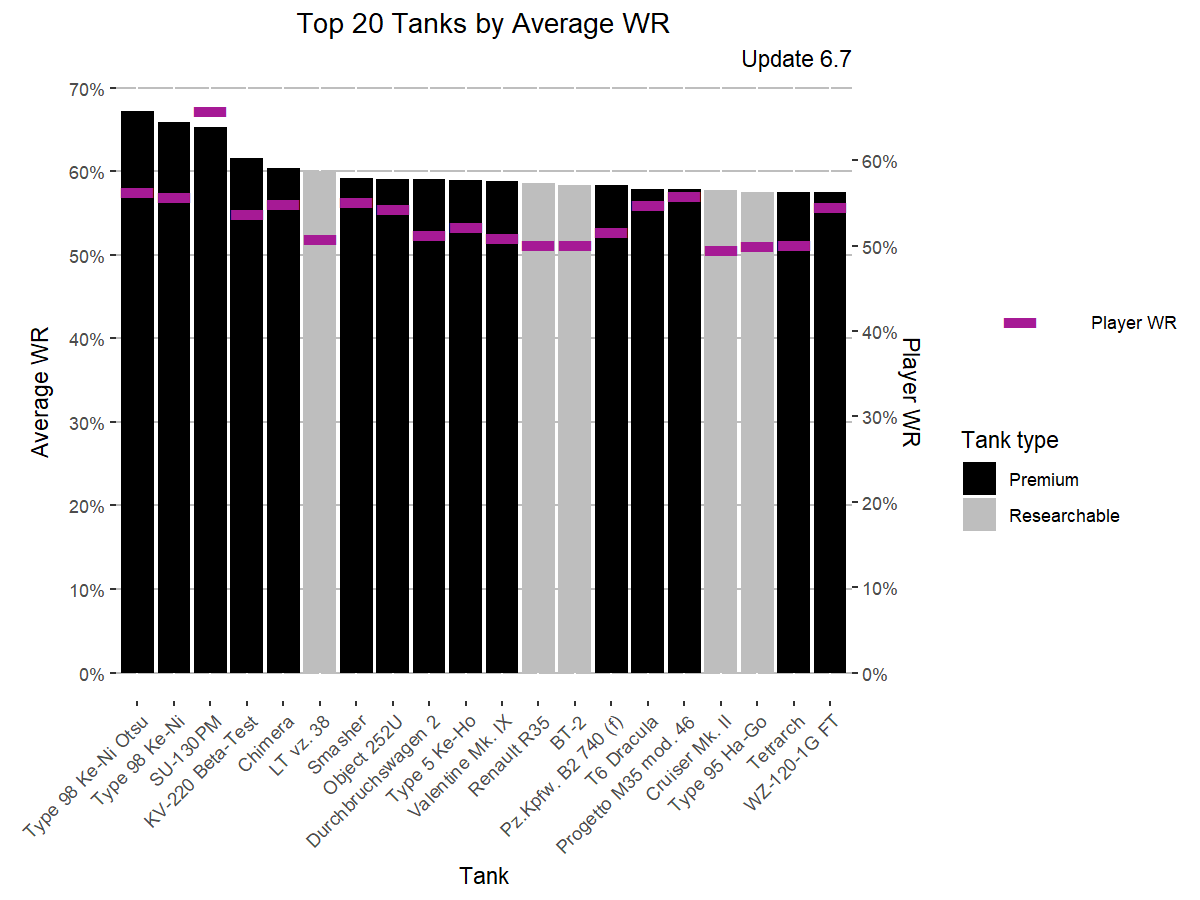 Top 20 Tanks by Average WR
Update 6.7
70%
60%
50%
40%
30%
20%
10%
0%
Average WR
60%
50%
40%
30%
20%
10%
0%
Player WR
Type 98 Ke-Ni Otsu
Type 98 Ke-Ni
SU-130PM
KV-220 Beta-Test
Chimera
LT vz. 38
Smasher
Object 252U
Durchbruchswagen 2
Type 5 Ke-Ho
Valentine Mk. IX
Renault R35
BT-2
Pz.Kpfw. B2 740 (f)
T6 Dracula
Progetto M35 mod. 46
Cruiser Mk. II
Type 95 Ha-Go
Tetrarch
WZ-120-1G FT
Tank
Player WR
Tank type
Premium
Researchable